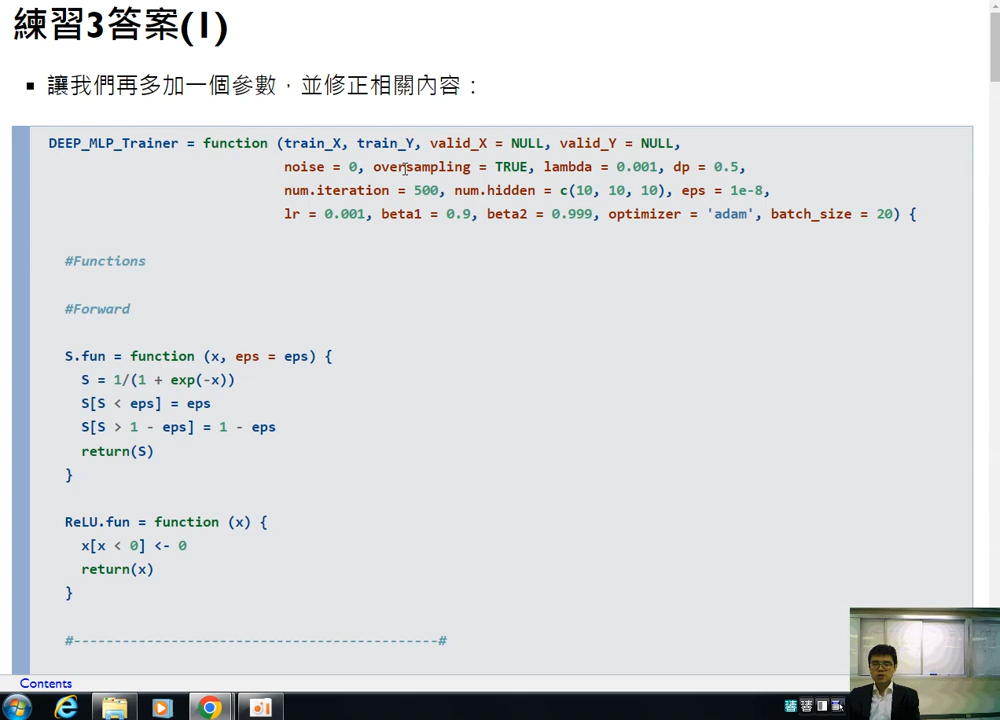 練習3答案(1)
▪ 讓我們再多加一個參數，並修正相關內容：
DEEP_MLP_Trainer = function (train_X, train_Y, valid_X = NULL, valid_Y = NULL,
noise = 0, oversampling = TRUE, lambda = 0.001, dp = 0.5,
num.iteration = 500, num.hidden = c(10, 10, 10), eps = 1e-8,
lr = 0.001, beta1 = 0.9, beta2 = 0.999, optimizer = 'adam', batch_size = 20) {
#Functions
#Forward
S.fun = function (x, eps = eps) {
S = 1/(1 + exp(-x))
S[S < eps] = eps
S[S > 1 - eps] = 1 - eps
return(S)
}
ReLU.fun = function (x) {
x[x < 0] <- 0
return(x)
}
#---------------------------------------------#
Contents